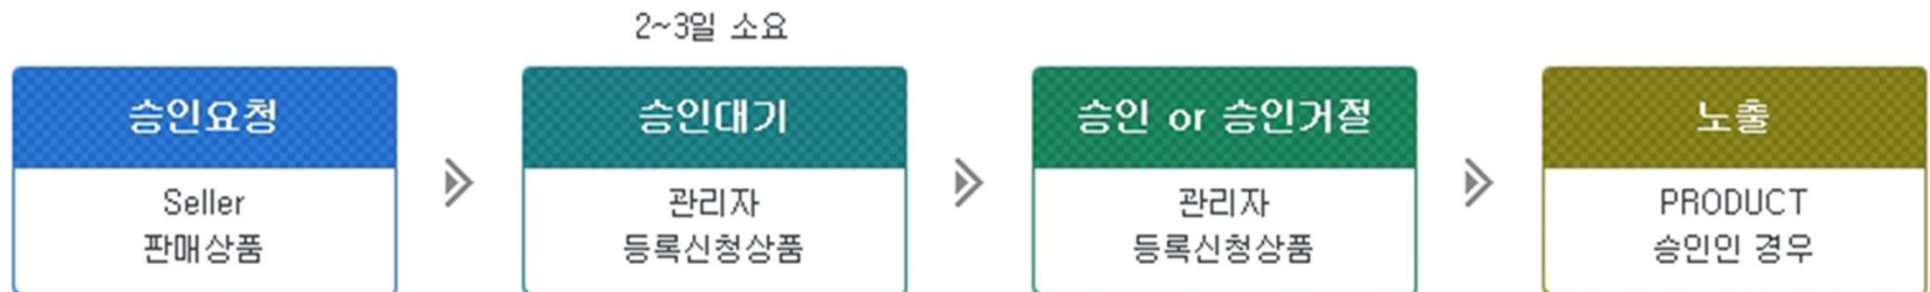 2~3일 소요
승인요청
Seller
판매상품
승인대기
관리자
등록신청상품
승인 or 승인거절
관리자
등록신청상품
노출
PRODUCT
승인인 경우